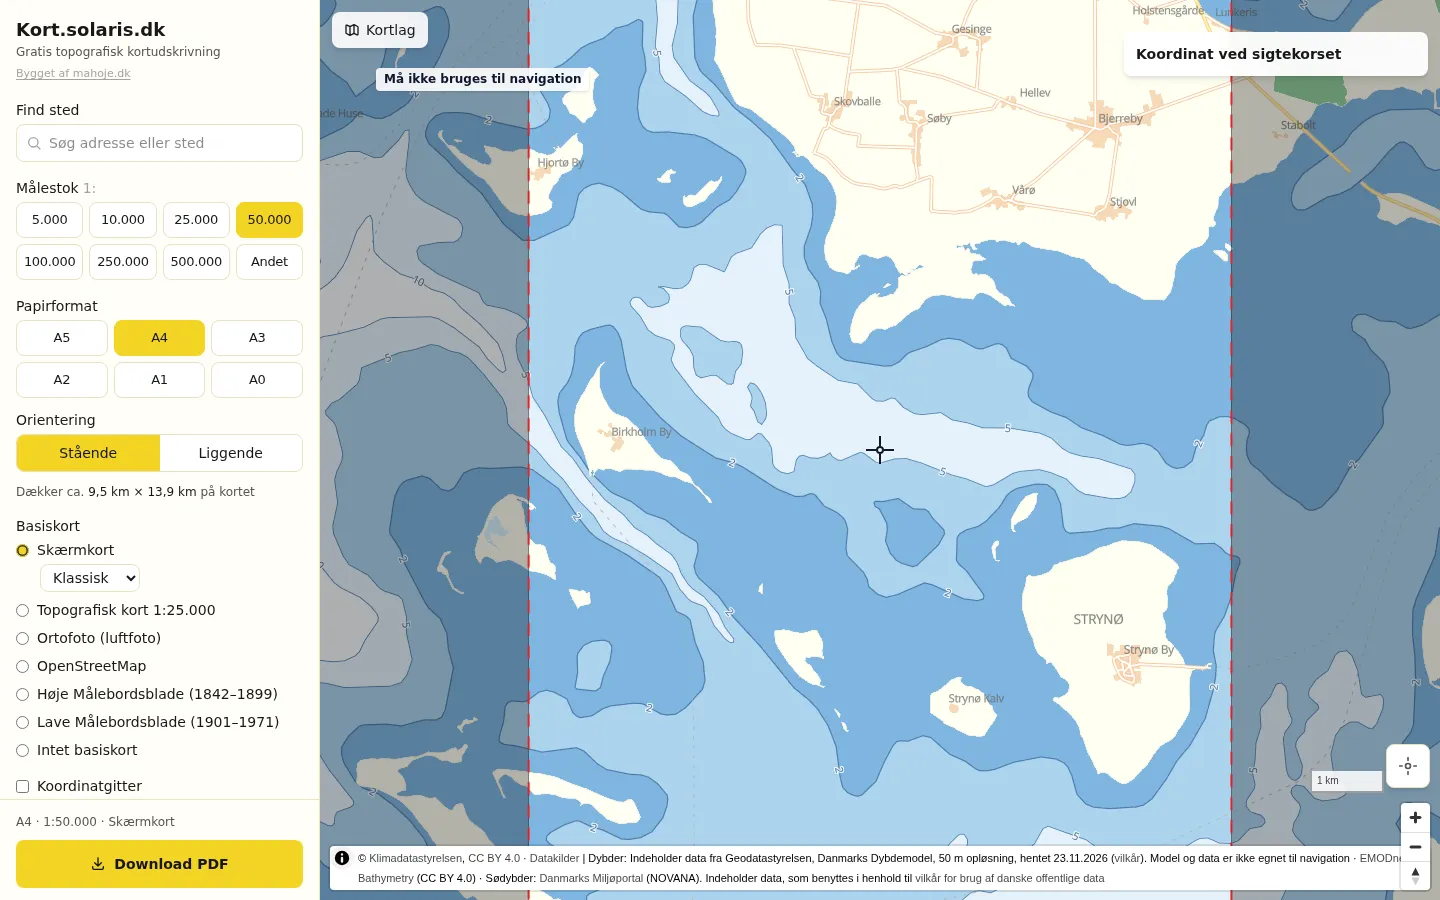 Kort.solaris.dk
Gratis topografisk kortudskrivning
Bygget af mahoje.dk
Find sted
Søg adresse eller sted
Målestok 1:
5.000
10.000
25.000
50.000
100.000
250.000
500.000
Andet
Papirformat
A5
A4
A3
A2
A1
A0
Orientering
Stående
Liggende
Dækker ca. 9,5 km × 13,9 km på kortet
Basiskort
Skærmkort
Klassisk
Topografisk kort 1:25.000
Ortofoto (luftfoto)
OpenStreetMap
Høje Målebordsblade (1842–1899)
Lave Målebordsblade (1901–1971)
Intet basiskort
Koordinatgitter
A4 · 1:50.000 · Skærmkort
Download PDF
Kortlag
Må ikke bruges til navigation
Koordinat ved sigtekorset
Holstensgårde
Lunkeris
Gesinge
Hellev
Skovballe
Søby
Bjerreby
Stabolt
de Huse
Hjortø By
Vårø
Stjovl
Birkholm By
STRYNØ
Strynø By
Strynø Kalv
2
5
10
1 km
© Klimadatastyrelsen, CC BY 4.0 · Datakilder | Dybder: Indeholder data fra Geodatastyrelsen, Danmarks Dybdemodel, 50 m opløsning, hentet 23.11.2026 (vilkår). Model og data er ikke egnet til navigation · EMODne
Bathymetry (CC BY 4.0) · Sødybder: Danmarks Miljøportal (NOVANA). Indeholder data, som benyttes i henhold til vilkår for brug af danske offentlige data